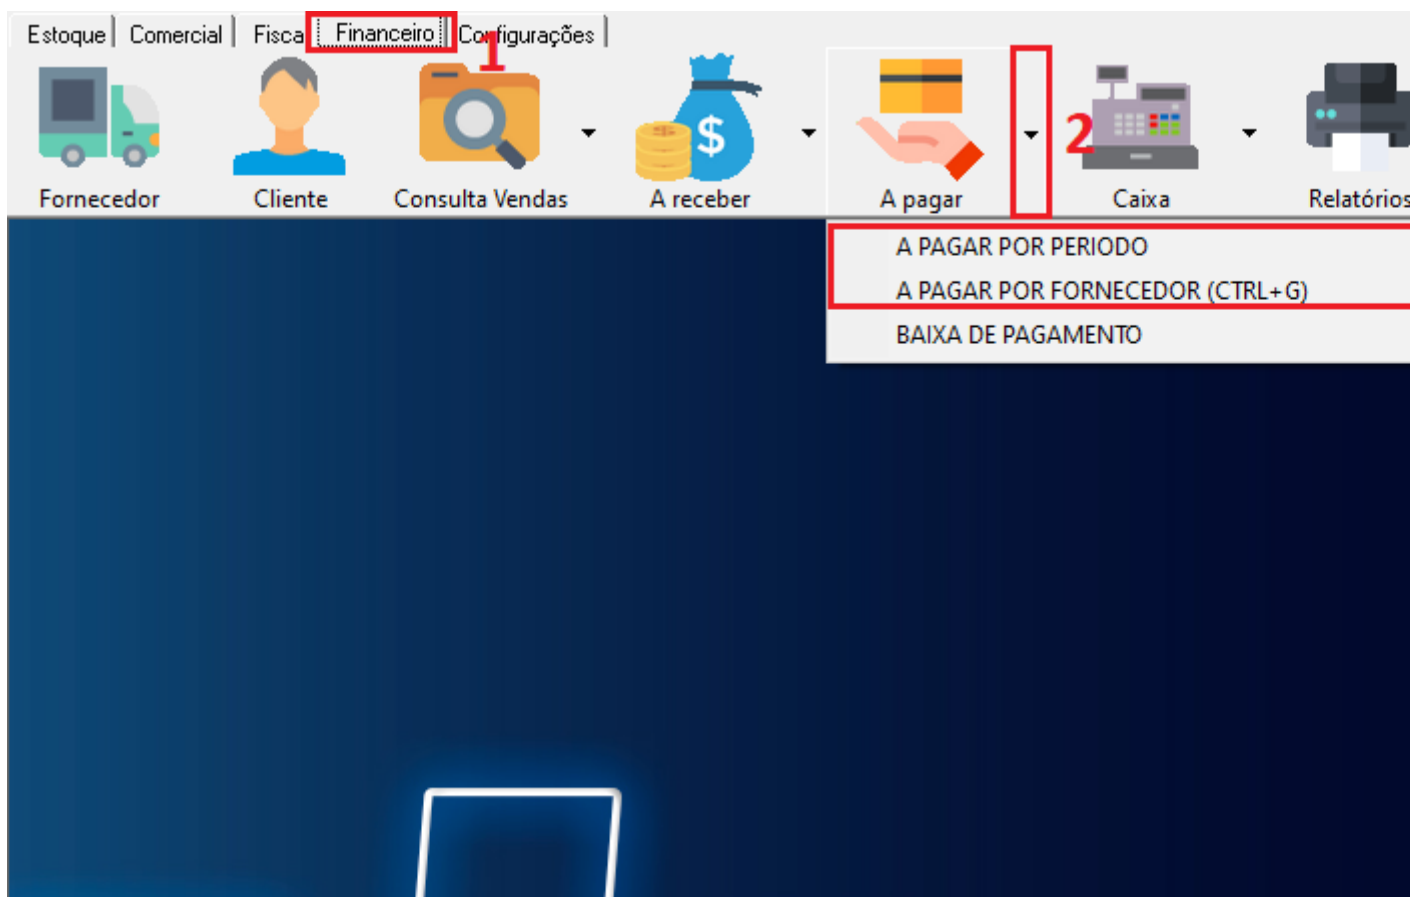 Estoque Comercial Fisca Financeiro Configurações
1
2
Fornecedor Cliente Consulta Vendas A receber A pagar Caixa Relatórios
A PAGAR POR PERIODO
A PAGAR POR FORNECEDOR (CTRL+G)
BAIXA DE PAGAMENTO